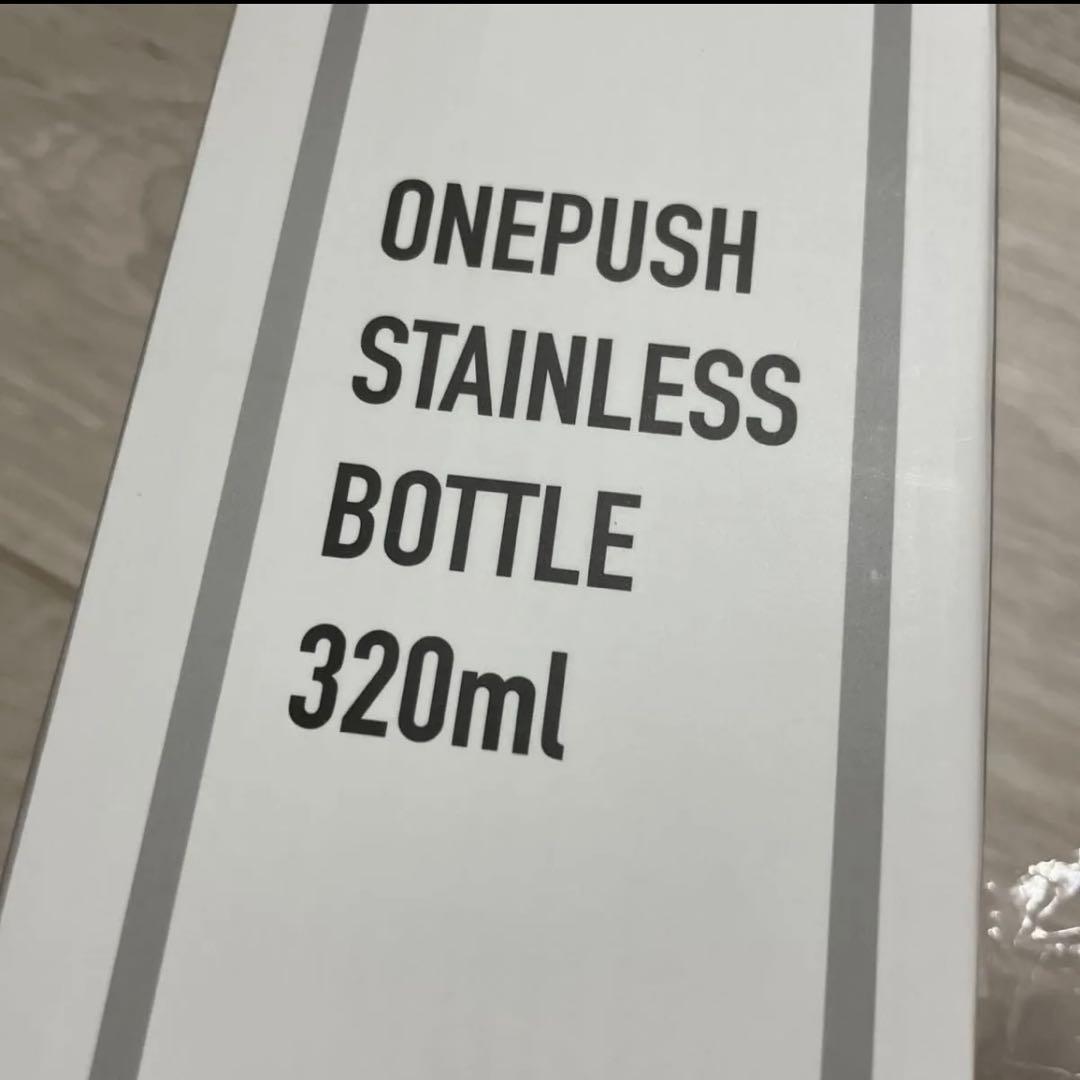 ONEPUSH
STAINLESS
BOTTLE
320ml